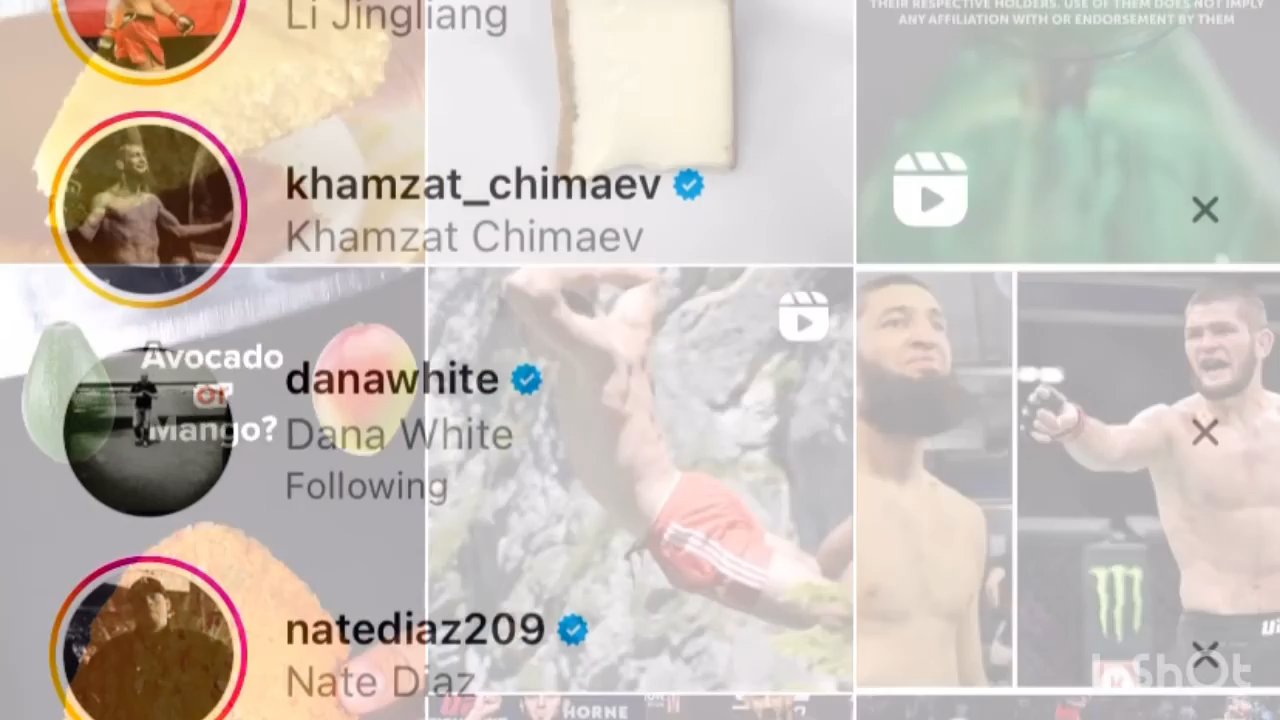 Li Jingliang
THEIR RESPECTIVE HOLDERS. USE OF THEM DOES NOT IMPLY
ANY AFFILIATION WITH OR ENDORSEMENT BY THEM
khamzat_chimaev
Khamzat Chimaev
Avocado
or
Mango?
danawhite
Dana White
Following
natediaz209
Nate Diaz
InShOt
HORNE